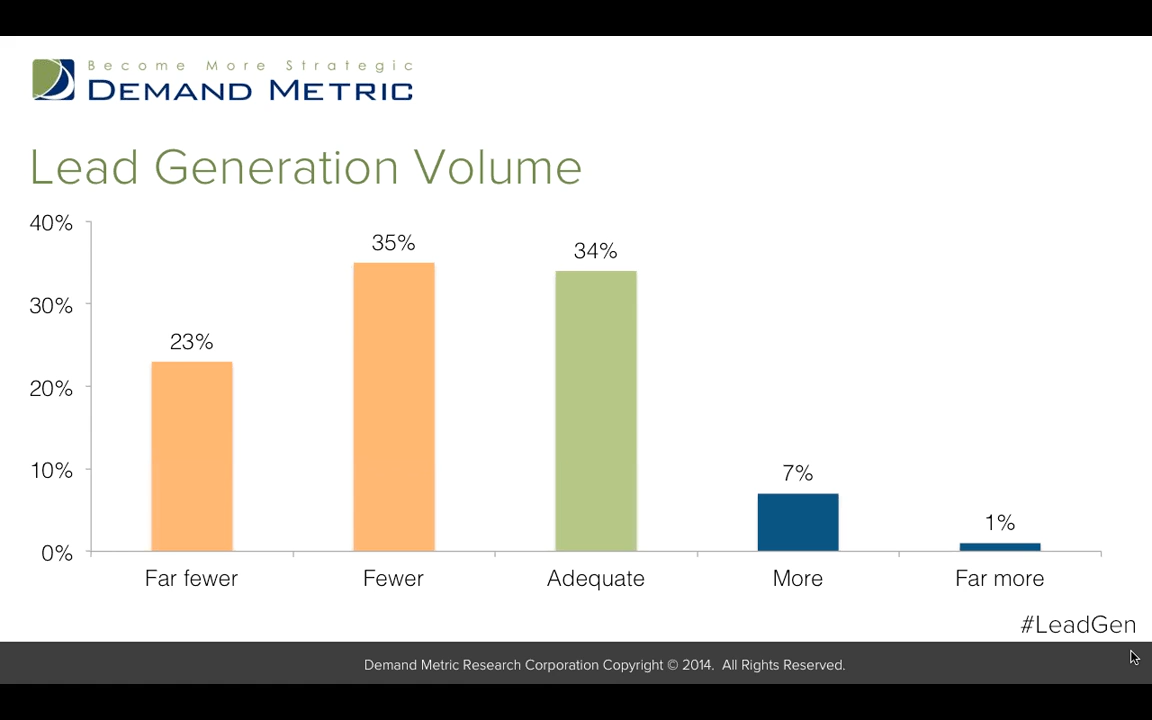 Become More Strategic
DEMAND METRIC
Lead Generation Volume
40%
30%
20%
10%
0%
23%
35%
34%
7%
1%
Far fewer
Fewer
Adequate
More
Far more
#LeadGen
Demand Metric Research Corporation Copyright © 2014. All Rights Reserved.